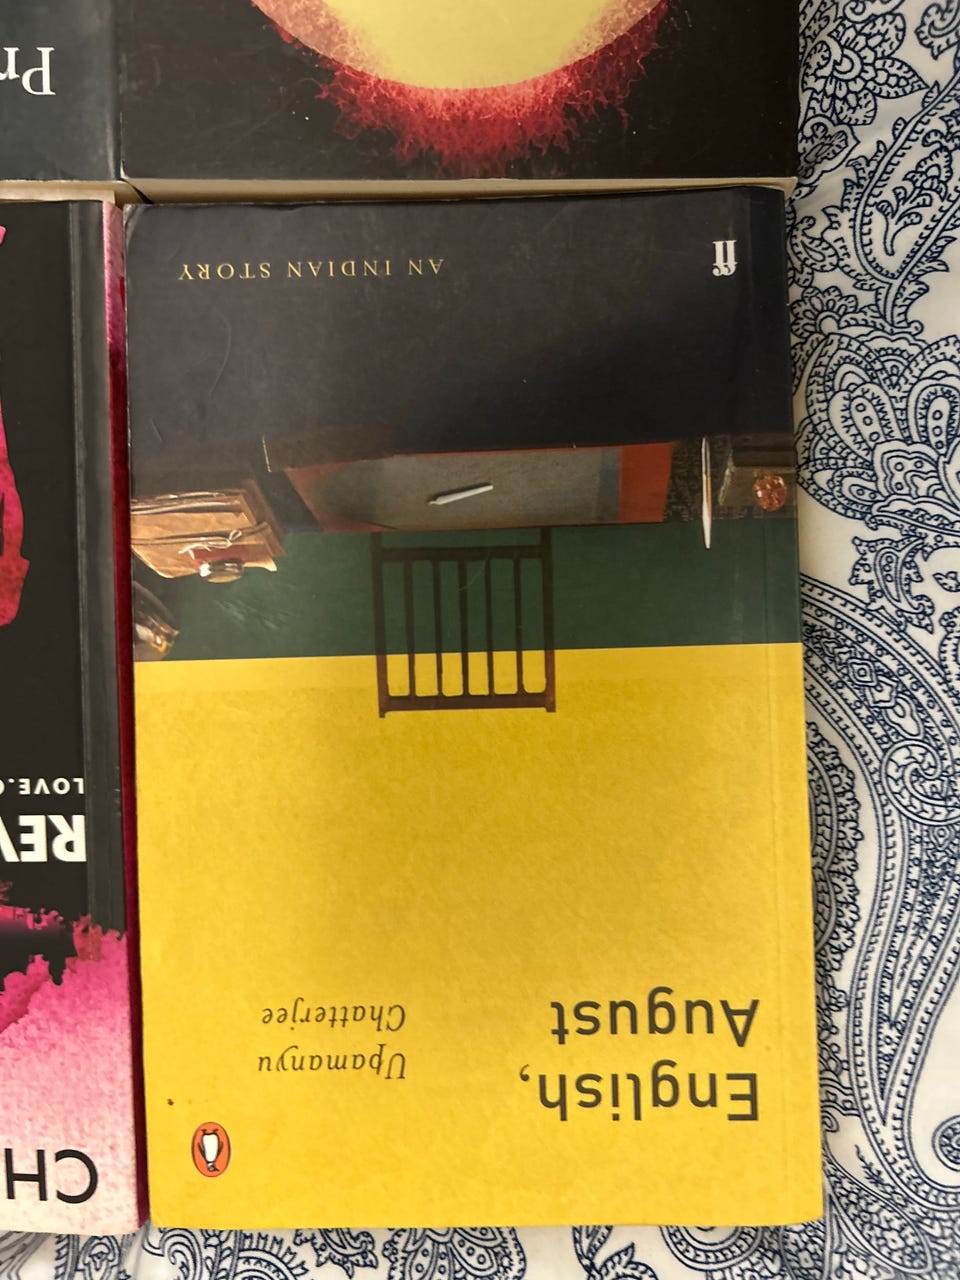 English,
August
Upamanyu
Chatterjee
AN INDIAN STORY
ff
CH
REV
LOVE.
Pr